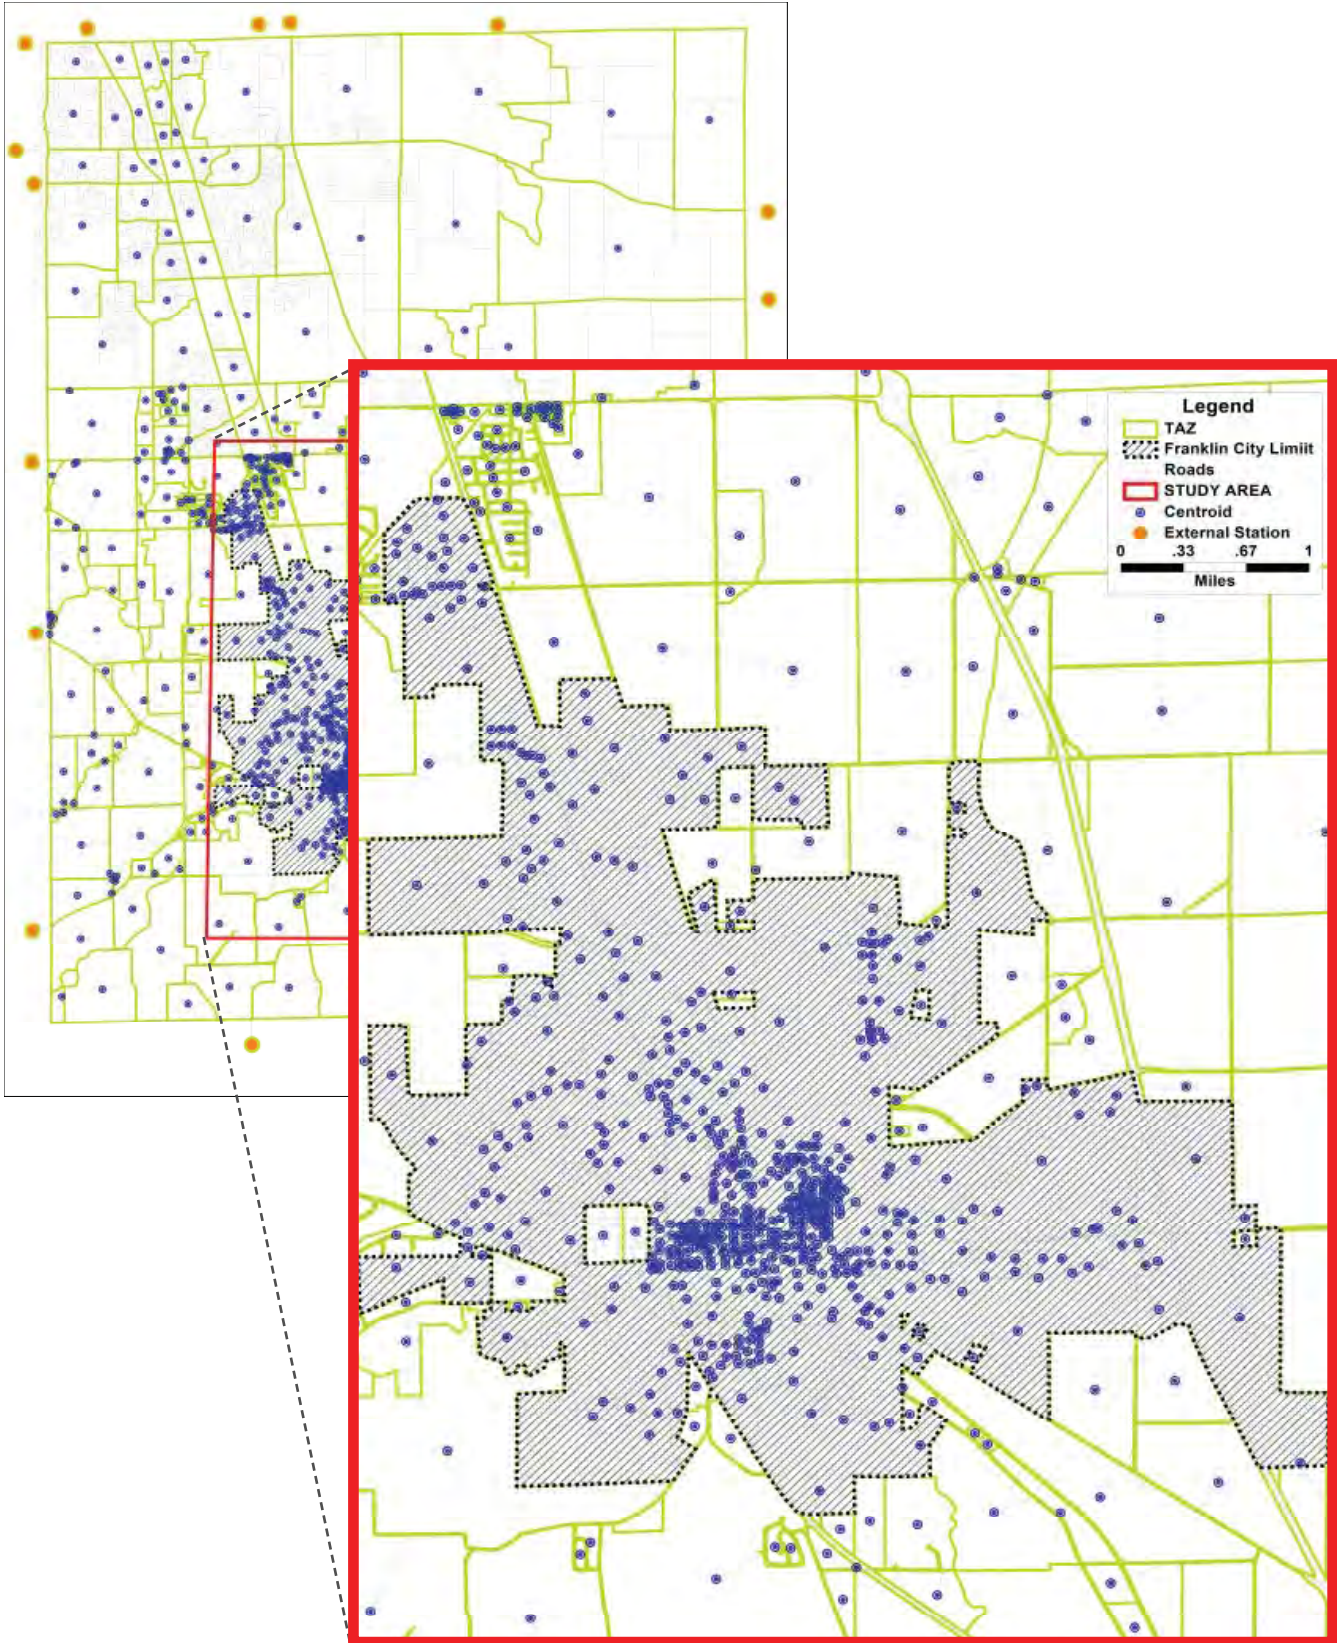 Legend
TAZ
Franklin City Limiit
Roads
STUDY AREA
Centroid
External Station
0 .33 .67 1
Miles